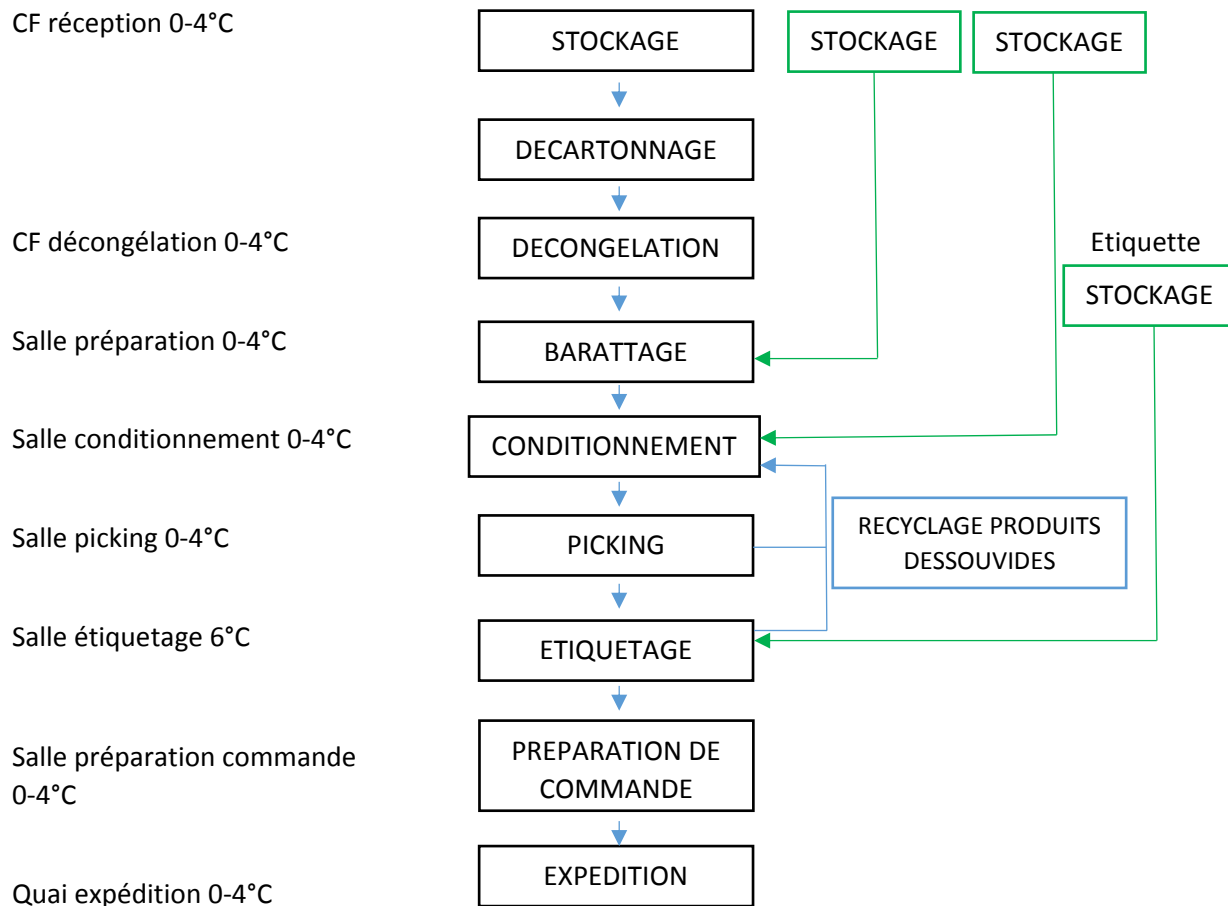 CF réception 0-4°C
STOCKAGE
STOCKAGE
STOCKAGE
DECARTONNAGE
CF décongélation 0-4°C
DECONGELATION
Etiquette
STOCKAGE
Salle préparation 0-4°C
BARATTAGE
Salle conditionnement 0-4°C
CONDITIONNEMENT
Salle picking 0-4°C
PICKING
RECYCLAGE PRODUITS
DESSOUVIDES
Salle étiquetage 6°C
ETIQUETAGE
Salle préparation commande
0-4°C
PREPARATION DE
COMMANDE
Quai expédition 0-4°C
EXPEDITION